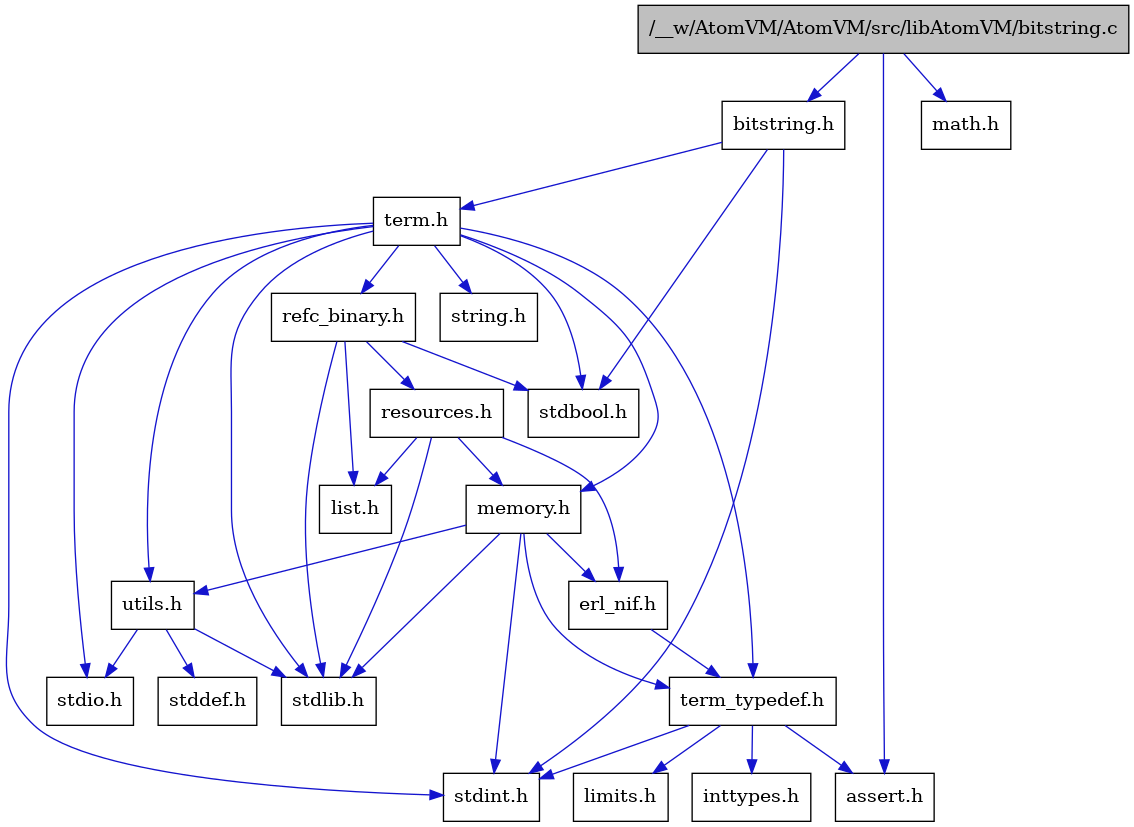 /__w/AtomVM/AtomVM/src/libAtomVM/bitstring.c
bitstring.h
math.h
term.h
refc_binary.h
string.h
resources.h
stdbool.h
list.h
memory.h
utils.h
erl_nif.h
stdio.h
stddef.h
stdlib.h
term_typedef.h
stdint.h
limits.h
inttypes.h
assert.h